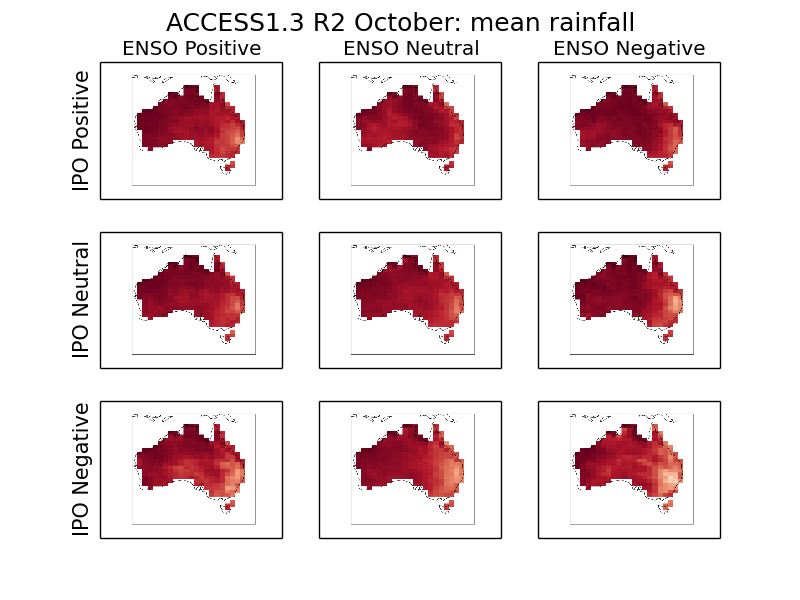 ACCESS1.3 R2 October: mean rainfall
ENSO Positive
ENSO Neutral
ENSO Negative
IPO Positive
IPO Neutral
IPO Negative